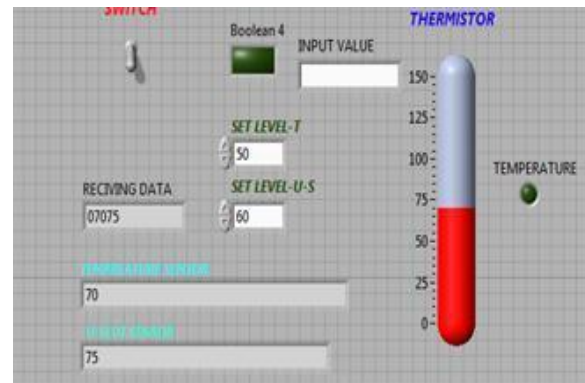 SWITCH
THERMISTOR
Boolean 4
INPUT VALUE
150
125
SET LEVEL-T
50
100
TEMPERATURE
RECIVING DATA
SET LEVEL-U-S
75
07075
60
50
TEMPERATURE SENSOR
25
70
0
75